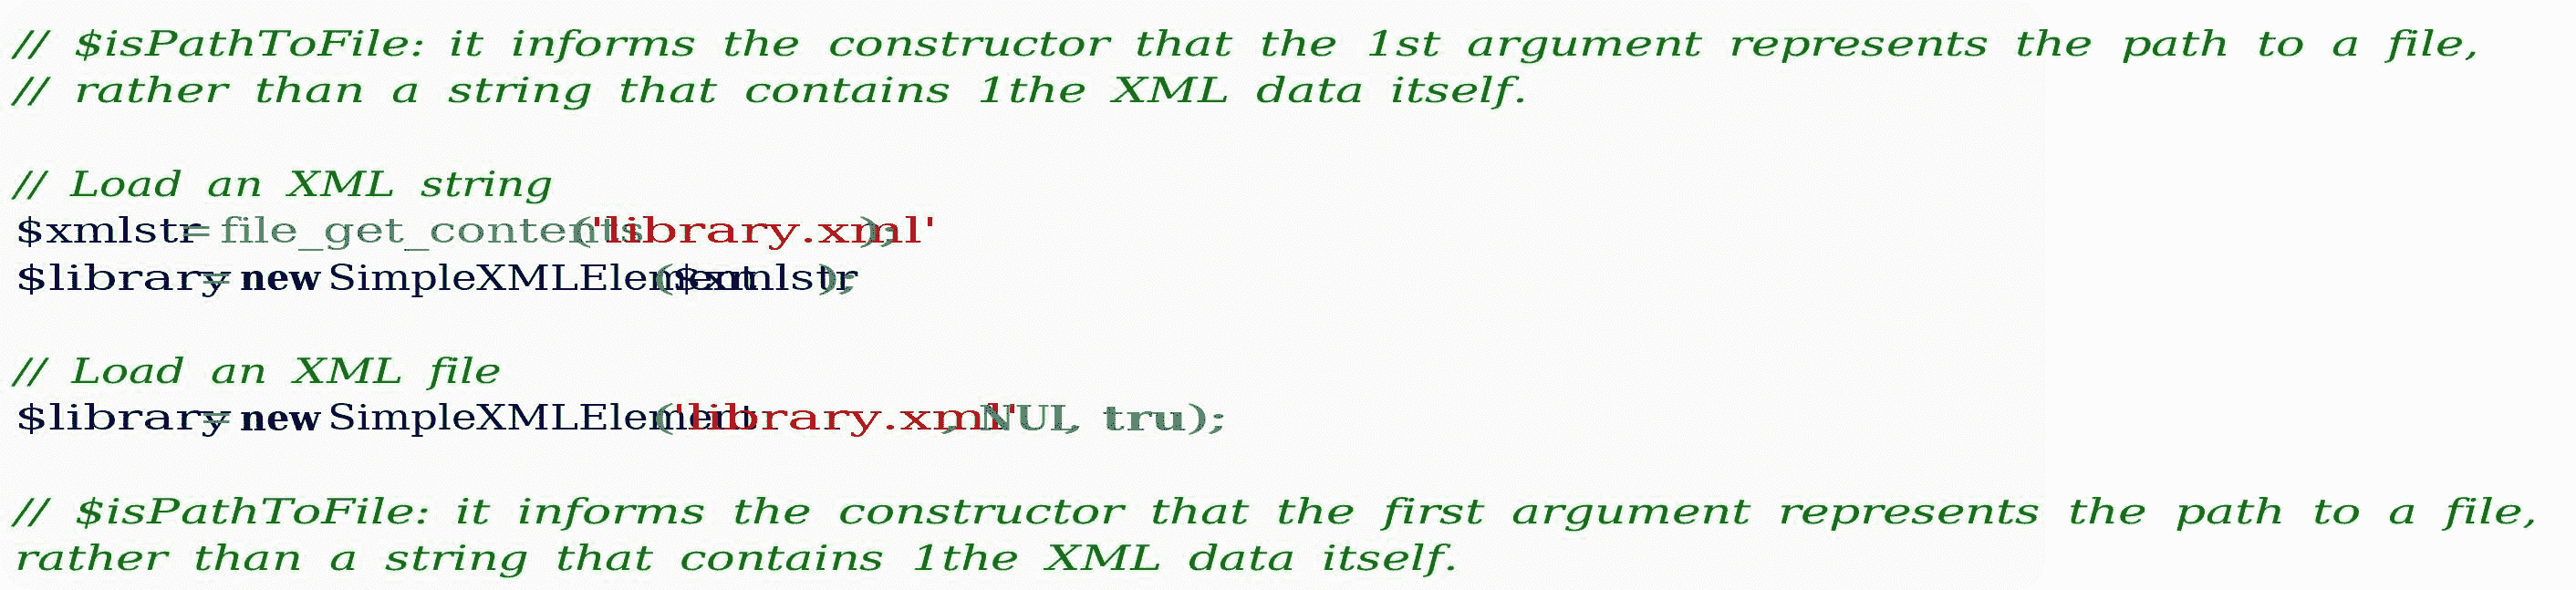 // $isPathToFile: it informs the constructor that the 1st argument represents the path to a file,
// rather than a string that contains 1the XML data itself.
// Load an XML string
$xmlstr = file_get_contents('library.xml');
$library = new SimpleXMLElement($xmlstr);
// Load an XML file
$library = new SimpleXMLElement('library.xml', NUL, tru);
// $isPathToFile: it informs the constructor that the first argument represents the path to a file,
rather than a string that contains 1the XML data itself.